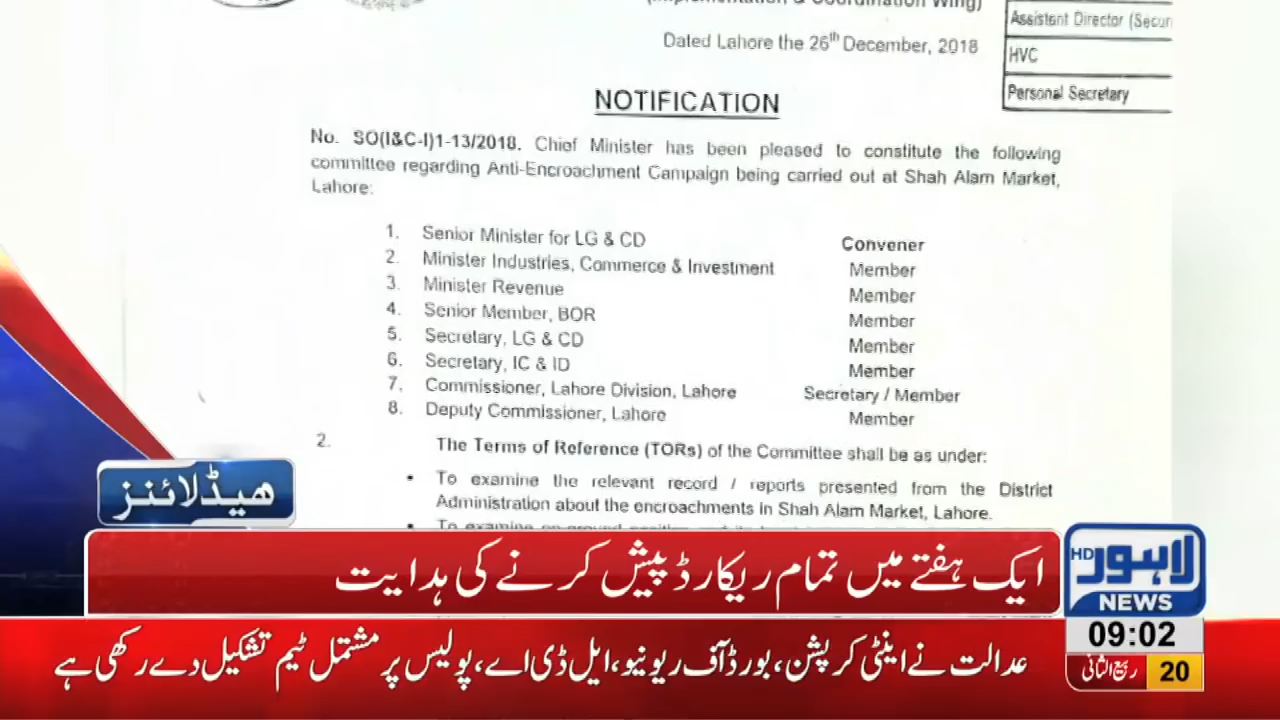 (Implementation & Coordination Wing)
Assistant Director (Secur
Dated Lahore the 26th December, 2018
HVC
Personal Secretary
NOTIFICATION
No. SO(I&C-I)1-13/2018. Chief Minister has been pleased to constitute the following
committee regarding Anti-Encroachment Campaign being carried out at Shah Alam Market,
Lahore:
1. Senior Minister for LG & CD Convener
2. Minister Industries, Commerce & Investment Member
3. Minister Revenue Member
4. Senior Member, BOR Member
5. Secretary, LG & CD Member
6. Secretary, IC & ID Member
7. Commissioner, Lahore Division, Lahore Secretary / Member
8. Deputy Commissioner, Lahore Member
2. The Terms of Reference (TORs) of the Committee shall be as under:
• To examine the relevant record / reports presented from the District
Administration about the encroachments in Shah Alam Market, Lahore.
• To examine on-ground position
ہیڈلائنز
ایک ہفتے میں تمام ریکارڈ پیش کرنے کی ہدایت
لاہور HD
NEWS
09:02
عدالت نے اینٹی کرپشن، بورڈ آف ریونیو، ایل ڈی اے، پولیس پر مشتمل ٹیم تشکیل دے رکھی ہے
20 ربیع الثانی